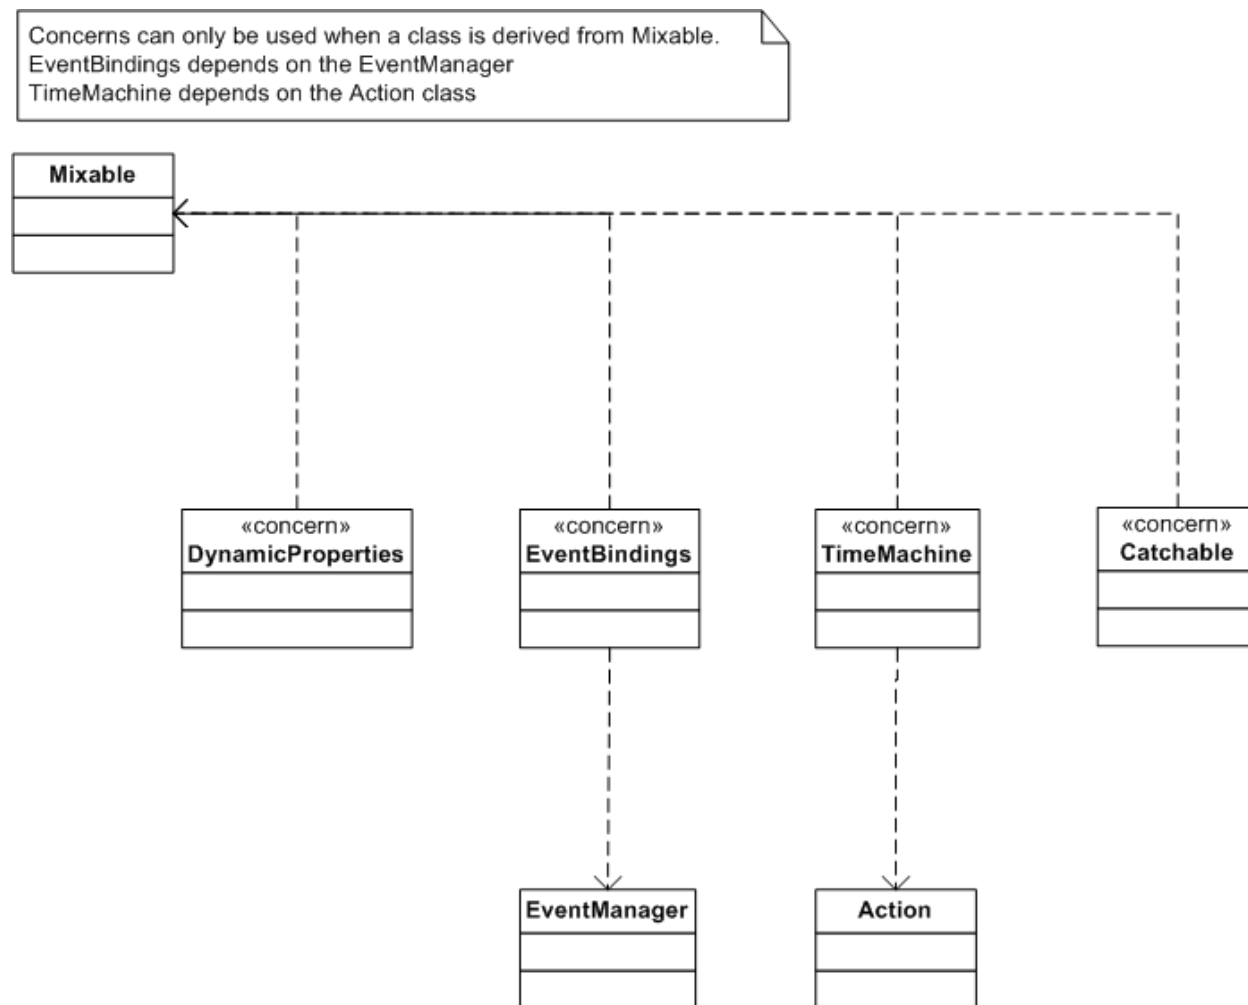 Concerns can only be used when a class is derived from Mixable.
EventBindings depends on the EventManager
TimeMachine depends on the Action class
Mixable
«concern»
DynamicProperties
«concern»
EventBindings
«concern»
TimeMachine
«concern»
Catchable
EventManager
Action